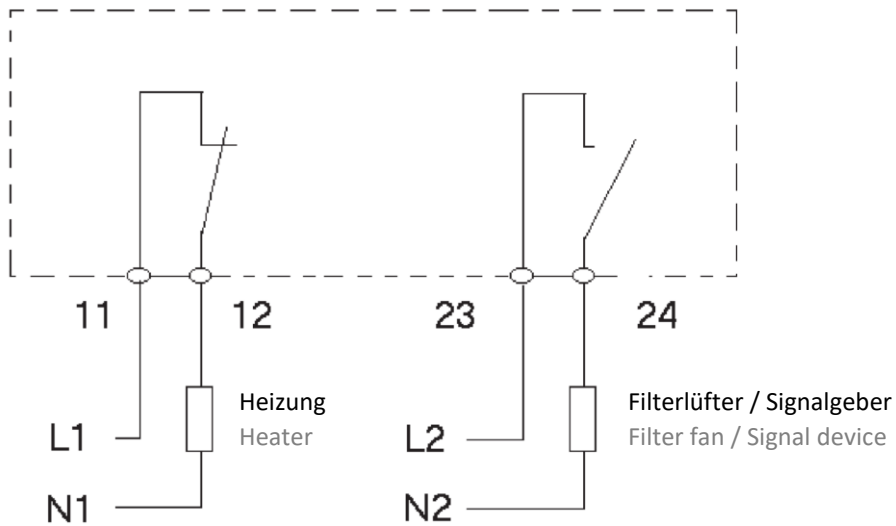 11
12
23
24
L1
Heizung
Heater
N1
L2
Filterlüfter / Signalgeber
Filter fan / Signal device
N2